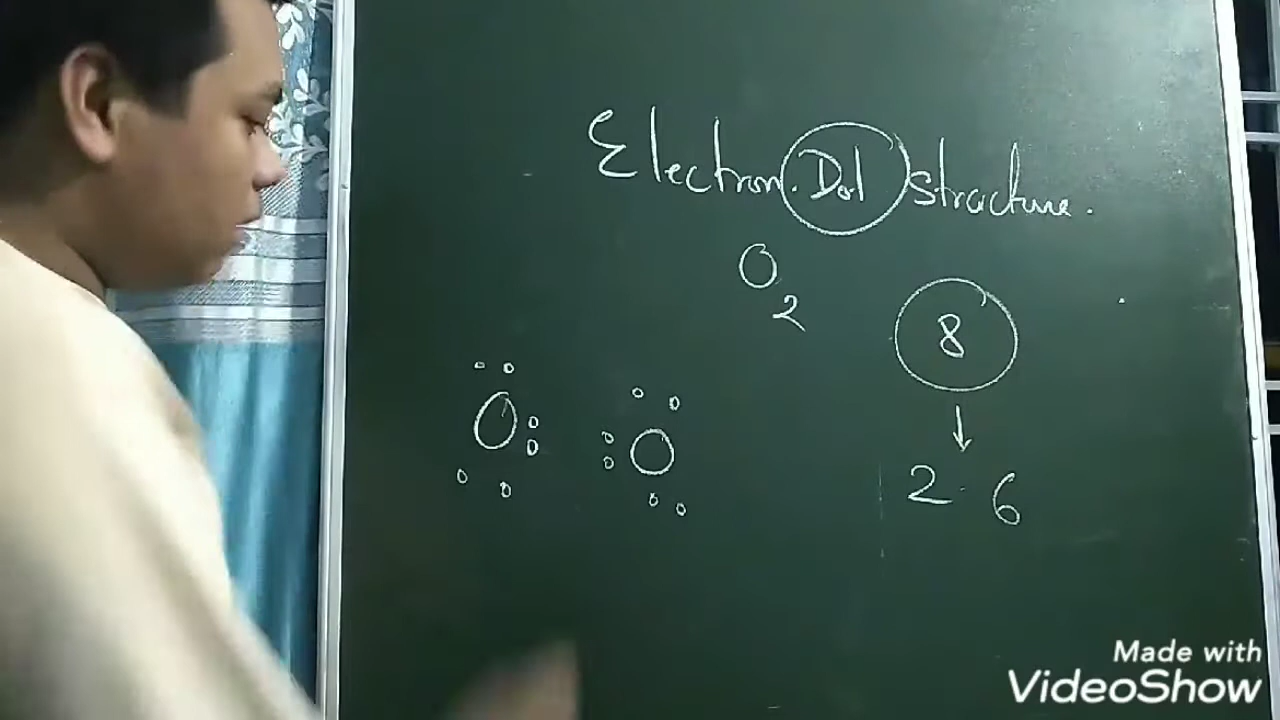 Electron. Dot structure.
O2
8
O O
2. 6
Made with
VideoShow